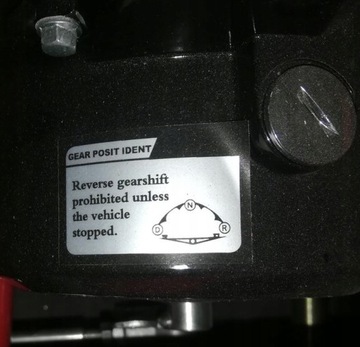 GEAR POSIT IDENT
Reverse gearshift
prohibited unless
the vehicle
stopped.
N
D R